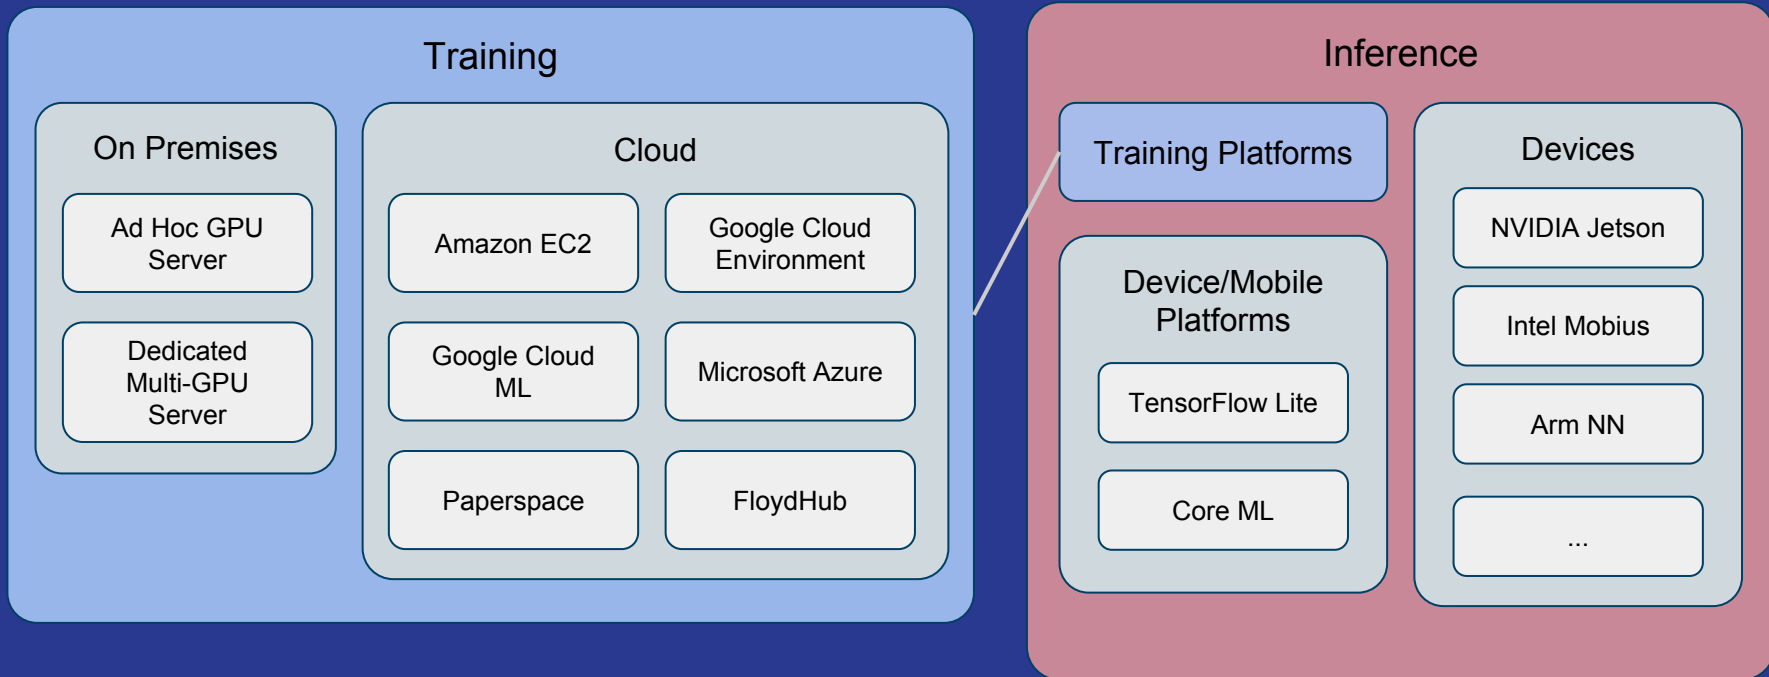 Training
On Premises
Ad Hoc GPU
Server
Dedicated
Multi-GPU
Server
Cloud
Amazon EC2
Google Cloud
Environment
Google Cloud
ML
Microsoft Azure
Paperspace
FloydHub
Inference
Training Platforms
Device/Mobile
Platforms
TensorFlow Lite
Core ML
Devices
NVIDIA Jetson
Intel Mobius
Arm NN
...